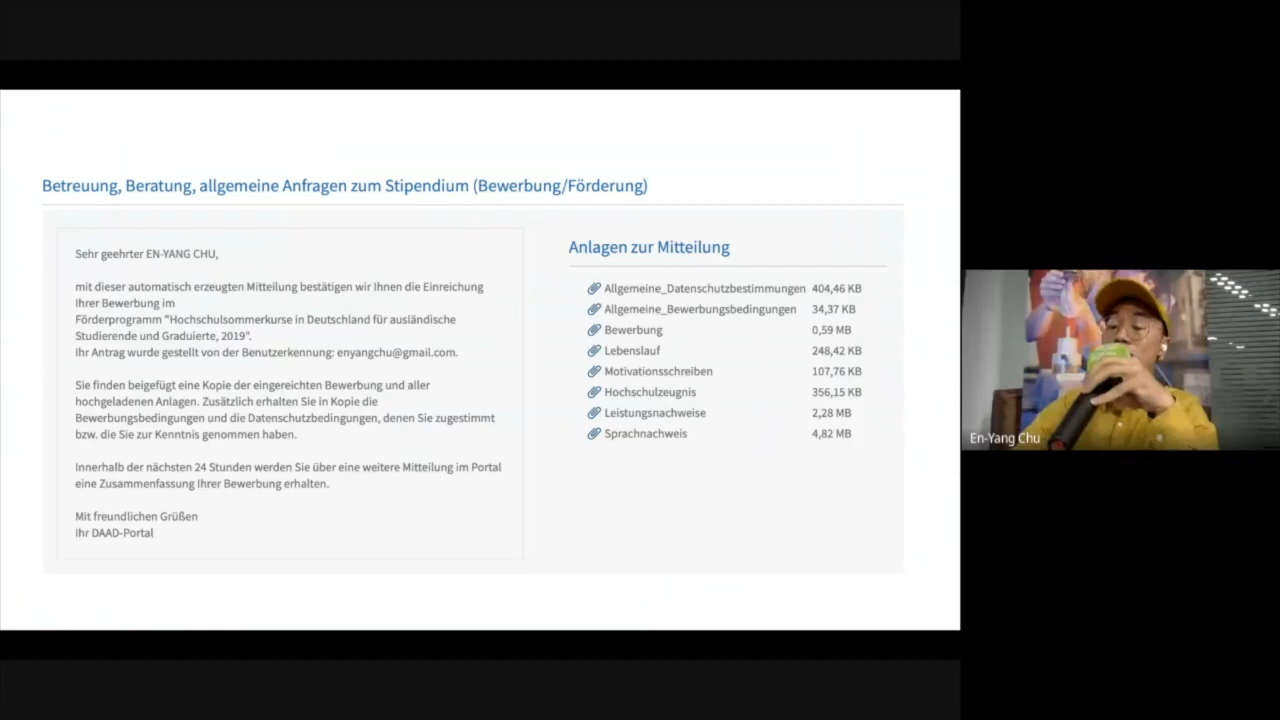 Betreuung, Beratung, allgemeine Anfragen zum Stipendium (Bewerbung/Förderung)
Sehr geehrter EN-YANG CHU,
mit dieser automatisch erzeugten Mitteilung bestätigen wir Ihnen die Einreichung
Ihrer Bewerbung im
Förderprogramm "Hochschulsommerkurse in Deutschland für ausländische
Studierende und Graduierte, 2019".
Ihr Antrag wurde gestellt von der Benutzerkennung: enyangchu@gmail.com.
Sie finden beigefügt eine Kopie der eingereichten Bewerbung und aller
hochgeladenen Anlagen. Zusätzlich erhalten Sie in Kopie die
Bewerbungsbedingungen und die Datenschutzbedingungen, denen Sie zugestimmt
bzw. die Sie zur Kenntnis genommen haben.
Innerhalb der nächsten 24 Stunden werden Sie über eine weitere Mitteilung im Portal
eine Zusammenfassung Ihrer Bewerbung erhalten.
Mit freundlichen Grüßen
Ihr DAAD-Portal
Anlagen zur Mitteilung
Allgemeine_Datenschutzbestimmungen 404,46 KB
Allgemeine_Bewerbungsbedingungen 34,37 KB
Bewerbung 0,59 MB
Lebenslauf 248,42 KB
Motivationsschreiben 107,76 KB
Hochschulzeugnis 356,15 KB
Leistungsnachweise 2,28 MB
Sprachnachweis 4,82 MB
En-Yang Chu